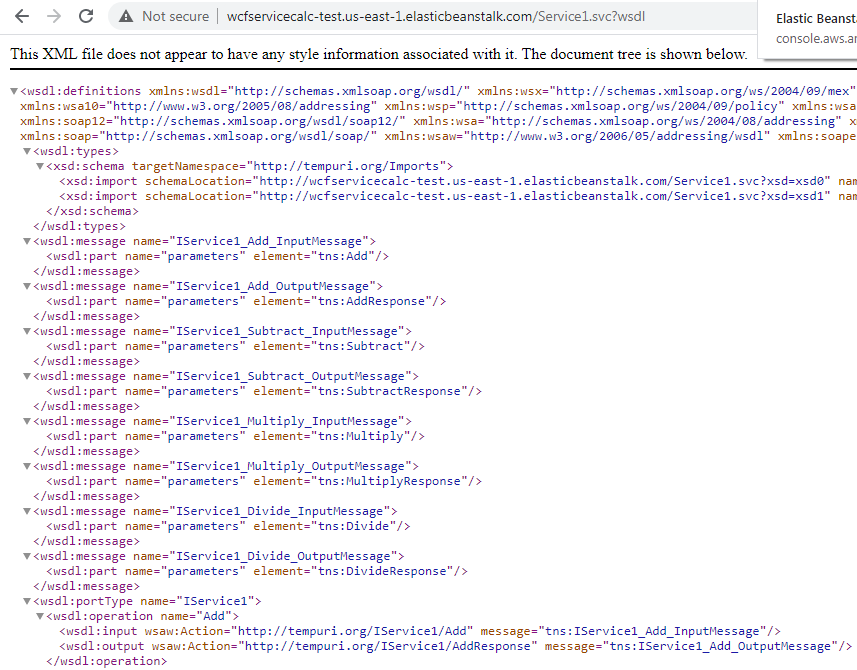 Not secure | wcfservicecalc-test.us-east-1.elasticbeanstalk.com/Service1.svc?wsdl
Elastic Beansta
console.aws.ar
This XML file does not appear to have any style information associated with it. The document tree is shown below.
▼<wsdl:definitions xmlns:wsdl="http://schemas.xmlsoap.org/wsdl/" xmlns:wsx="http://schemas.xmlsoap.org/ws/2004/09/mex"
xmlns:wsa10="http://www.w3.org/2005/08/addressing" xmlns:wsp="http://schemas.xmlsoap.org/ws/2004/09/policy" xmlns:wsa
xmlns:soap12="http://schemas.xmlsoap.org/wsdl/soap12/" xmlns:wsa="http://schemas.xmlsoap.org/ws/2004/08/addressing" x
xmlns:soap="http://schemas.xmlsoap.org/wsdl/soap/" xmlns:wsaw="http://www.w3.org/2006/05/addressing/wsdl" xmlns:soape
▼<wsdl:types>
▼<xsd:schema targetNamespace="http://tempuri.org/Imports">
<xsd:import schemaLocation="http://wcfservicecalc-test.us-east-1.elasticbeanstalk.com/Service1.svc?xsd=xsd0" nam
<xsd:import schemaLocation="http://wcfservicecalc-test.us-east-1.elasticbeanstalk.com/Service1.svc?xsd=xsd1" nam
</xsd:schema>
</wsdl:types>
▼<wsdl:message name="IService1_Add_InputMessage">
<wsdl:part name="parameters" element="tns:Add"/>
</wsdl:message>
▼<wsdl:message name="IService1_Add_OutputMessage">
<wsdl:part name="parameters" element="tns:AddResponse"/>
</wsdl:message>
▼<wsdl:message name="IService1_Subtract_InputMessage">
<wsdl:part name="parameters" element="tns:Subtract"/>
</wsdl:message>
▼<wsdl:message name="IService1_Subtract_OutputMessage">
<wsdl:part name="parameters" element="tns:SubtractResponse"/>
</wsdl:message>
▼<wsdl:message name="IService1_Multiply_InputMessage">
<wsdl:part name="parameters" element="tns:Multiply"/>
</wsdl:message>
▼<wsdl:message name="IService1_Multiply_OutputMessage">
<wsdl:part name="parameters" element="tns:MultiplyResponse"/>
</wsdl:message>
▼<wsdl:message name="IService1_Divide_InputMessage">
<wsdl:part name="parameters" element="tns:Divide"/>
</wsdl:message>
▼<wsdl:message name="IService1_Divide_OutputMessage">
<wsdl:part name="parameters" element="tns:DivideResponse"/>
</wsdl:message>
▼<wsdl:portType name="IService1">
▼<wsdl:operation name="Add">
<wsdl:input wsaw:Action="http://tempuri.org/IService1/Add" message="tns:IService1_Add_InputMessage"/>
<wsdl:output wsaw:Action="http://tempuri.org/IService1/AddResponse" message="tns:IService1_Add_OutputMessage"/>
</wsdl:operation>